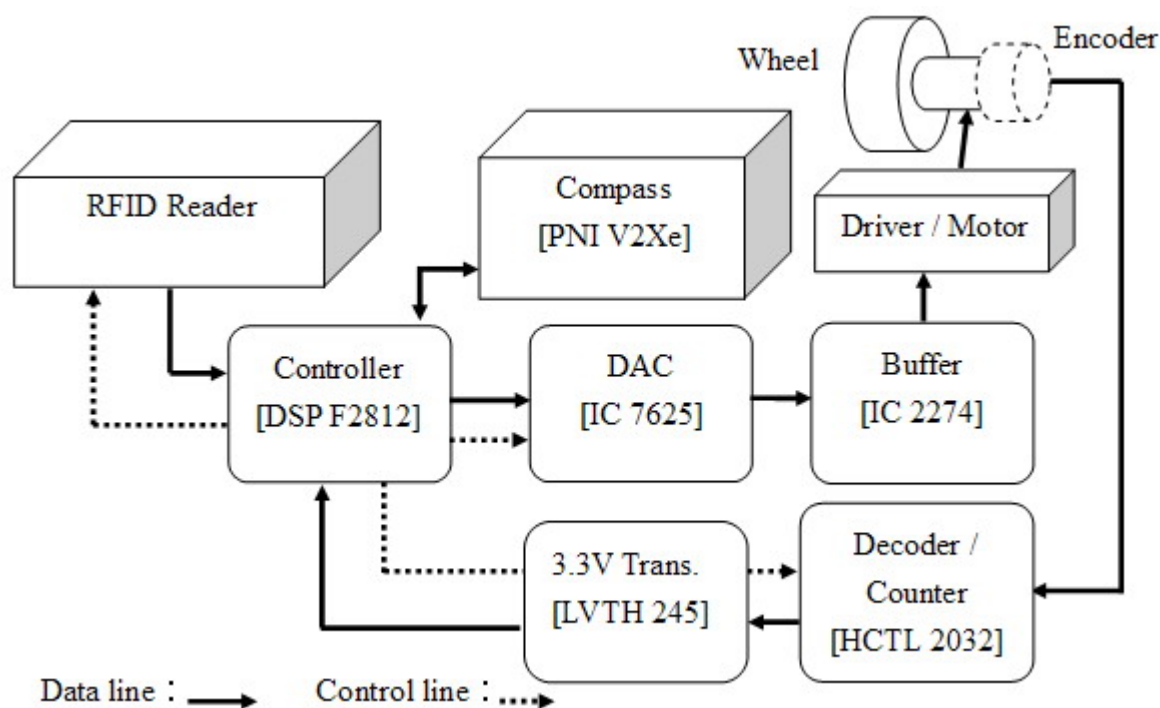 Encoder
Wheel
RFID Reader
Compass
[PNI V2Xe]
Driver / Motor
Controller
[DSP F2812]
DAC
[IC 7625]
Buffer
[IC 2274]
3.3V Trans.
[LVTH 245]
Decoder /
Counter
[HCTL 2032]
Data line : Control line :